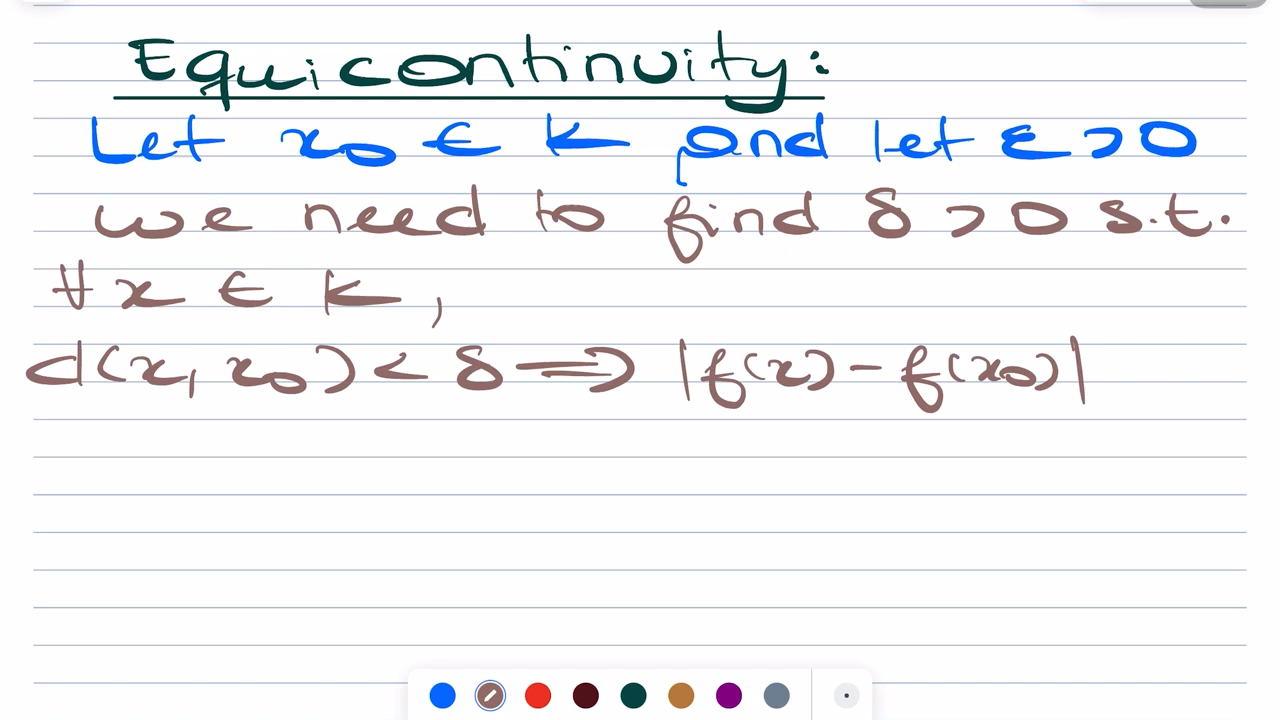 Equicontinuity:
Let x₀ ∈ K and let ε > 0
we need to find δ > 0 s.t.
∀ x ∈ K,
d(x, x₀) < δ ⟹ |f(x) - f(x₀)|